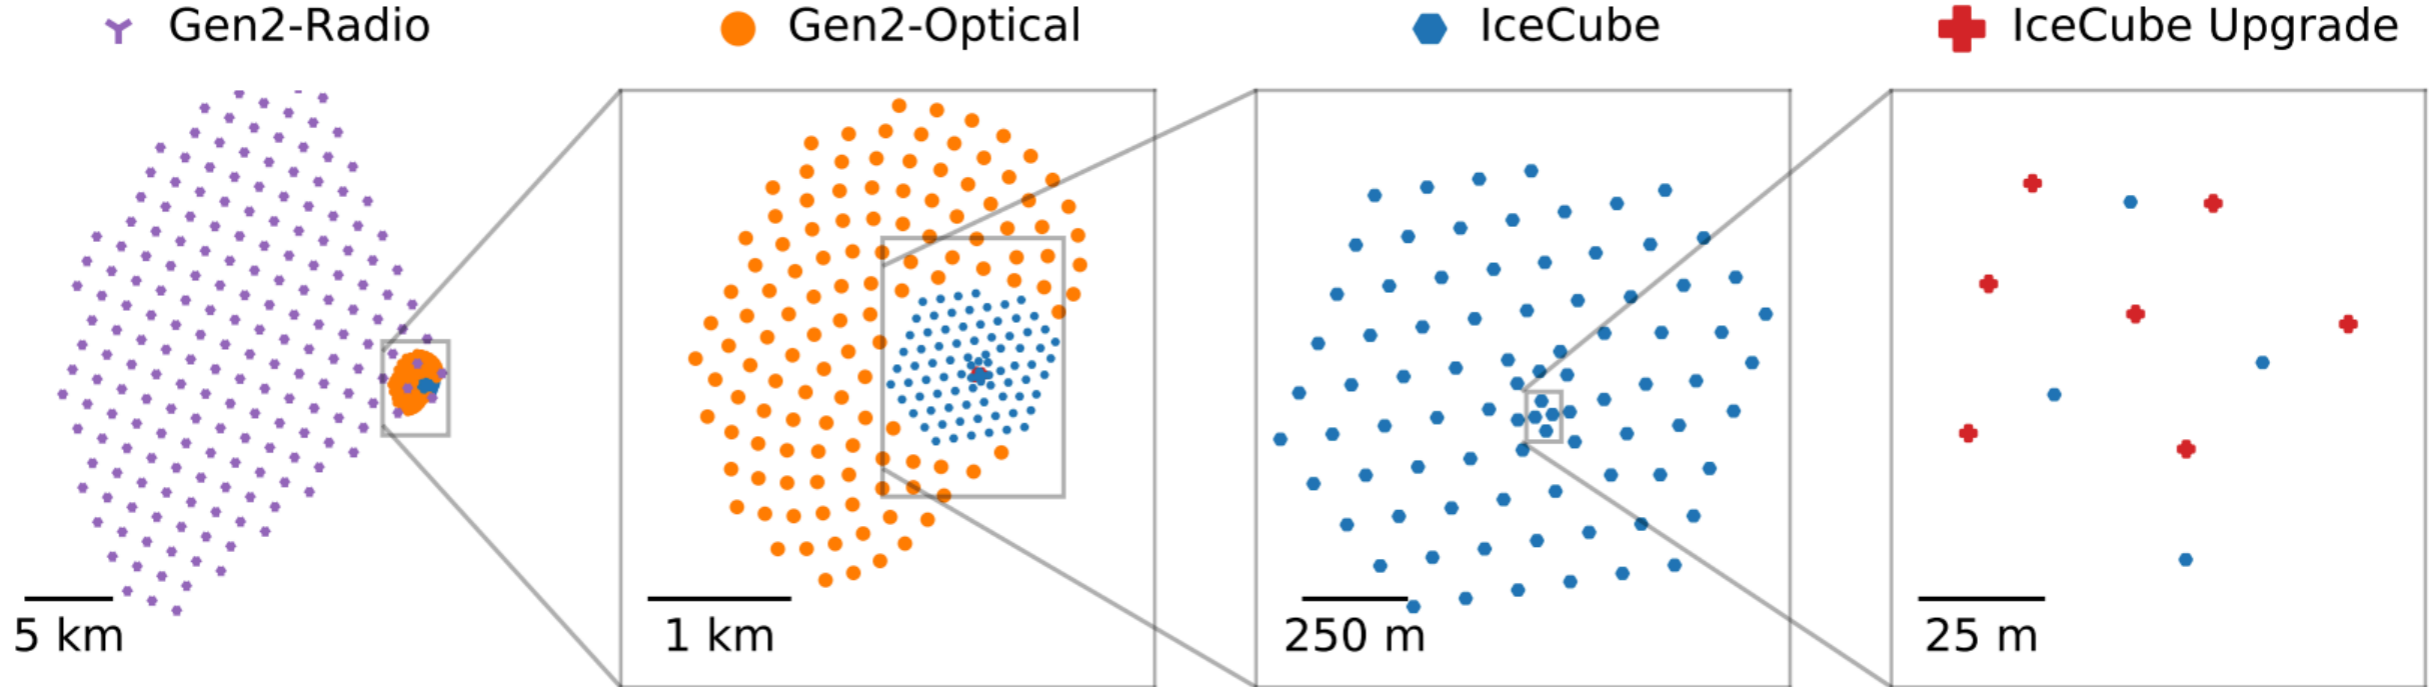 Gen2-Radio
Gen2-Optical
IceCube
IceCube Upgrade
5 km
1 km
250 m
25 m